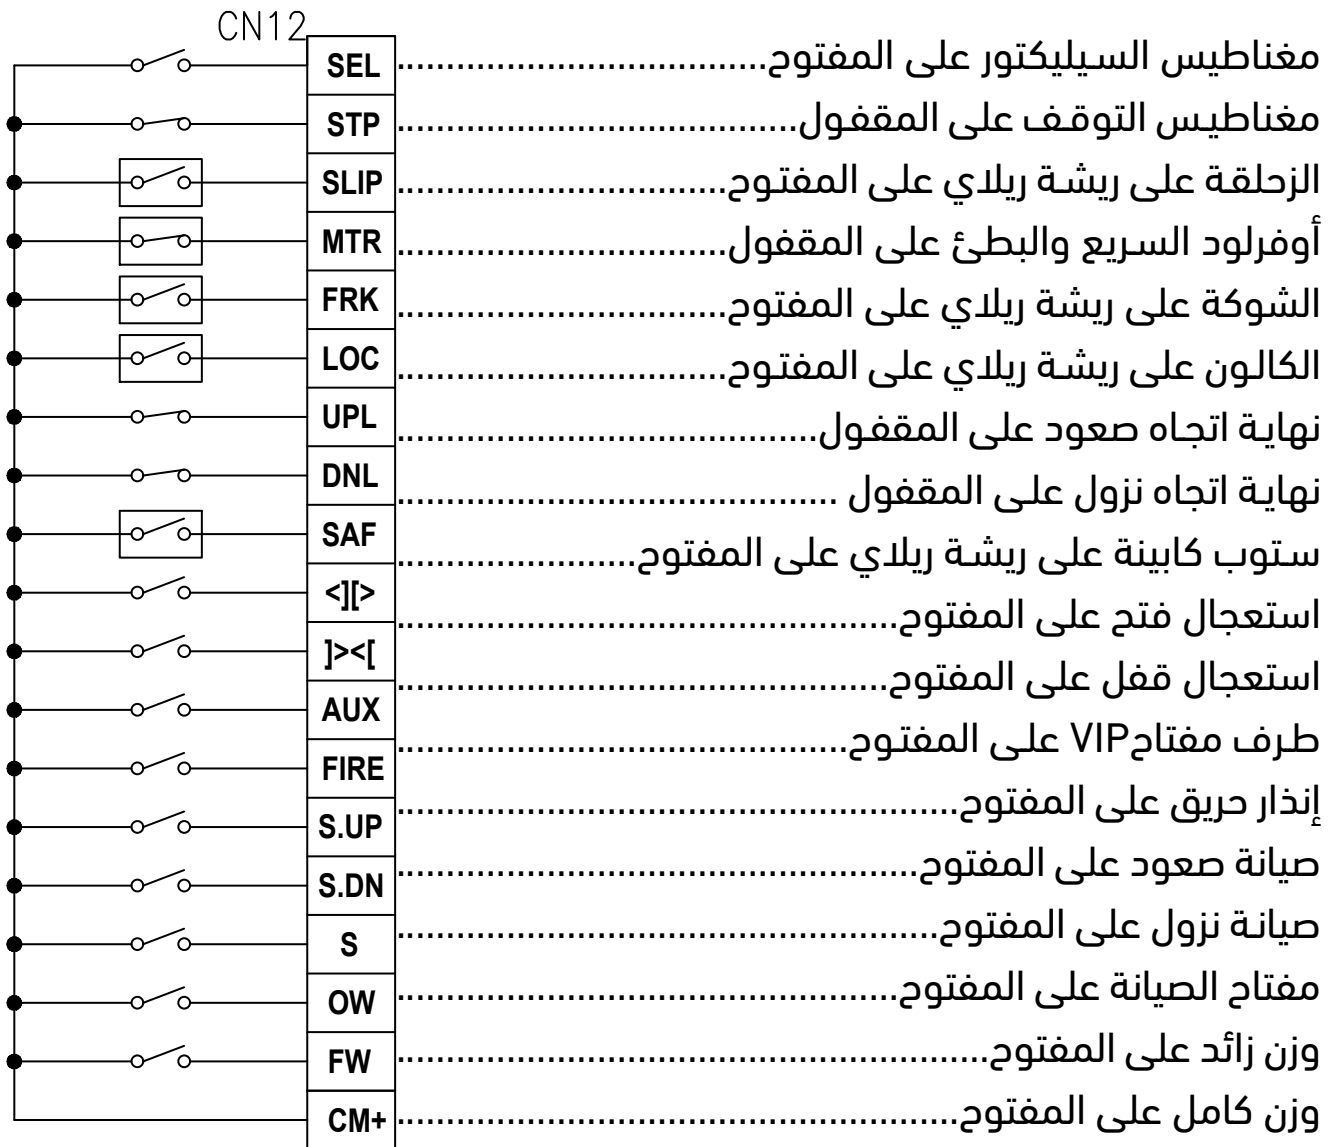 CN12
SEL....................................مغناطيس السيليكتور على المفتوح
STP.......................................مغناطيس التوقف على المقفول
SLIP................................الزحلقة على ريشة ريلاي على المفتوح
MTR................................أوفرلود السريع والبطئ على المقفول
FRK................................الشوكة على ريشة ريلاي على المفتوح
LOC................................الكالون على ريشة ريلاي على المفتوح
UPL.........................................نهاية اتجاه صعود على المقفول
DNL........................................... نهاية اتجاه نزول على المقفول
SAF.......................ستوب كابينة على ريشة ريلاي على المفتوح
<][>.................................................استعجال فتح على المفتوح
]><[................................................استعجال قفل على المفتوح
AUX............................................طرف مفتاحVIP على المفتوح
FIRE.......................................................إنذار حريق على المفتوح
S.UP...................................................صيانة صعود على المفتوح
S.DN.....................................................صيانة نزول على المفتوح
S.................................................مفتاح الصيانة على المفتوح
OW..........................................................وزن زائد على المفتوح
FW.......................................................وزن كامل على المفتوح
CM+